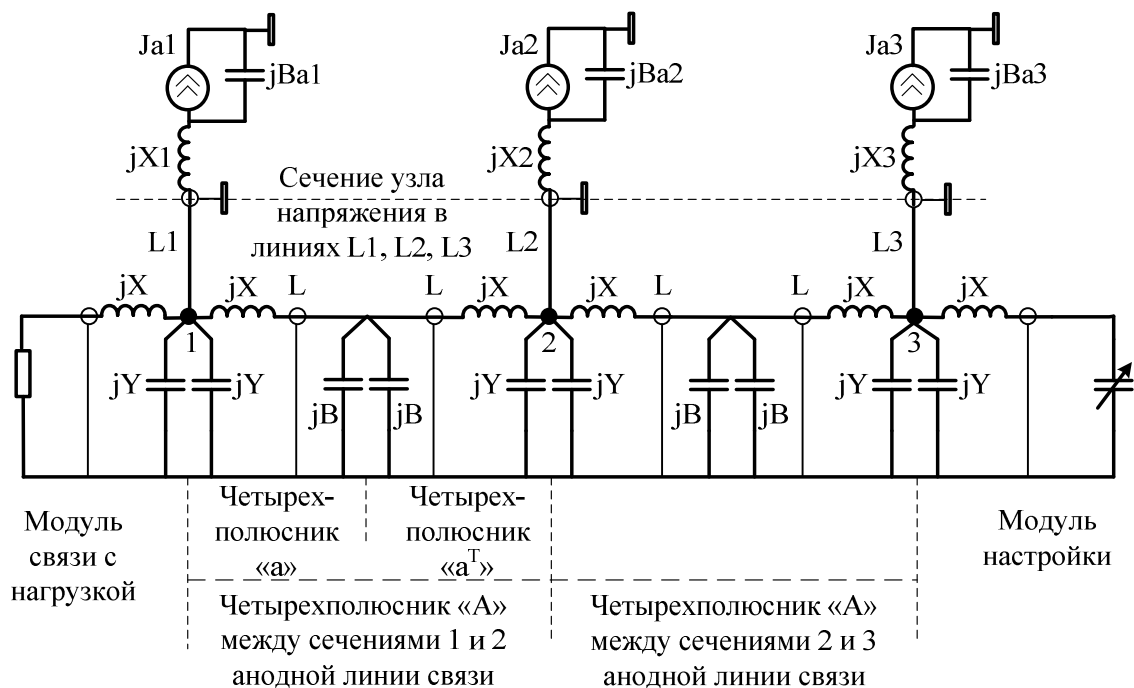 Ja1
jBa1
jX1
Ja2
jBa2
jX2
Ja3
jBa3
jX3
Сечение узла
напряжения в
линиях L1, L2, L3
L1
L2
L3
jX
jX
L
L
jX
jX
L
L
jX
jX
1
2
3
jY
jY
jB
jB
jY
jY
jB
jB
jY
jY
Модуль
связи с
нагрузкой
Четырех-
полюсник
«a»
Четырех-
полюсник
«aᵀ»
Модуль
настройки
Четырехполюсник «A»
между сечениями 1 и 2
анодной линии связи
Четырехполюсник «A»
между сечениями 2 и 3
анодной линии связи